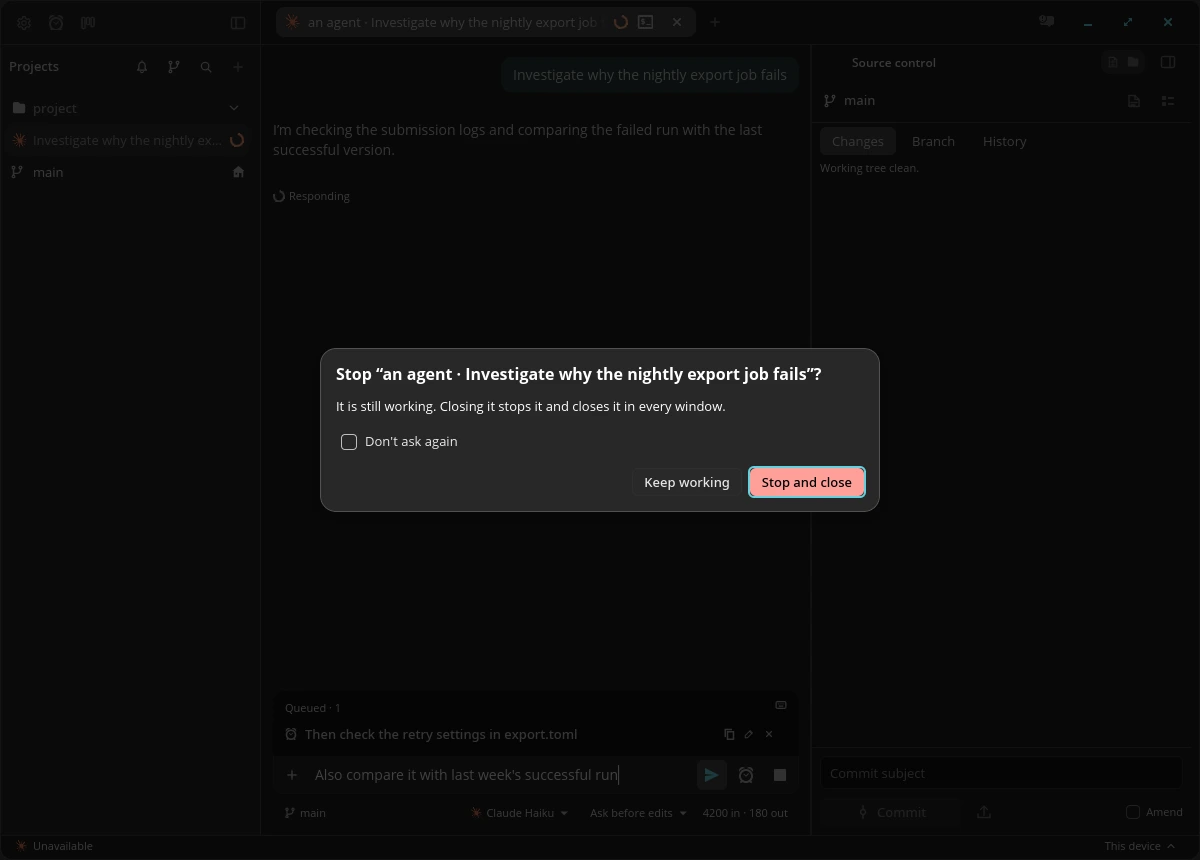 an agent · Investigate why the nightly export job
Projects
project
Investigate why the nightly ex...
main
Investigate why the nightly export job fails
I'm checking the submission logs and comparing the failed run with the last
successful version.
Responding
Source control
main
Changes Branch History
Working tree clean.
Stop “an agent · Investigate why the nightly export job fails”?
It is still working. Closing it stops it and closes it in every window.
Don't ask again
Keep working Stop and close
Queued · 1
Then check the retry settings in export.toml
Also compare it with last week's successful run
main Claude Haiku Ask before edits 4200 in · 180 out
Commit subject
Commit Amend
Unavailable This device